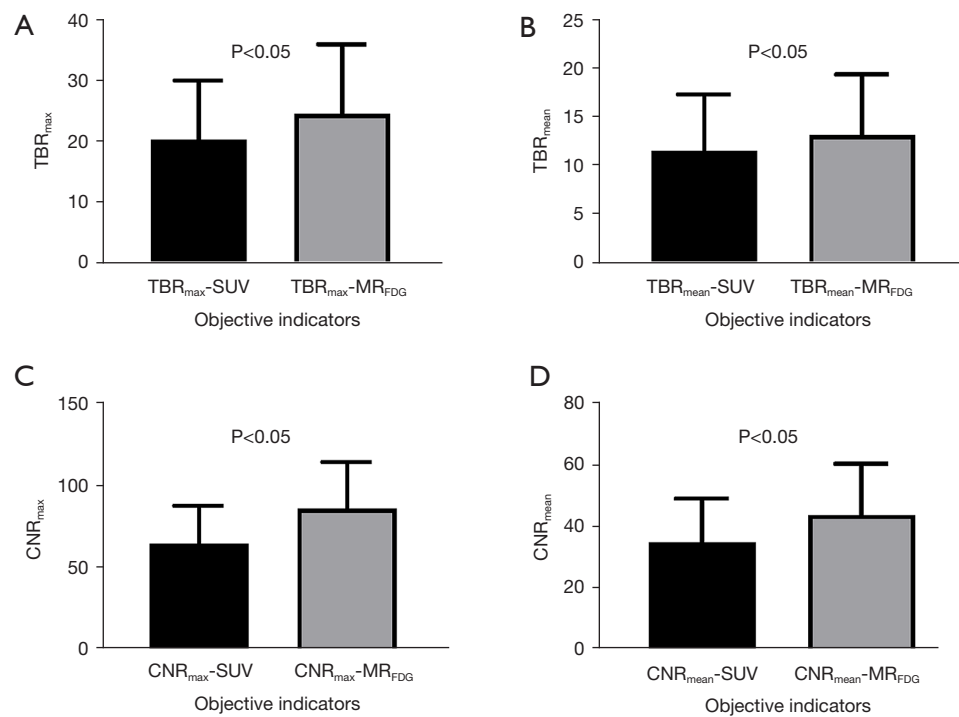 A
40
30
20
10
0
TBRmax
P<0.05
TBRmax-SUV
TBRmax-MRFDG
Objective indicators
B
25
20
15
10
5
0
TBRmean
P<0.05
TBRmean-SUV
TBRmean-MRFDG
Objective indicators
C
150
100
50
0
CNRmax
P<0.05
CNRmax-SUV
CNRmax-MRFDG
Objective indicators
D
80
60
40
20
0
CNRmean
P<0.05
CNRmean-SUV
CNRmean-MRFDG
Objective indicators